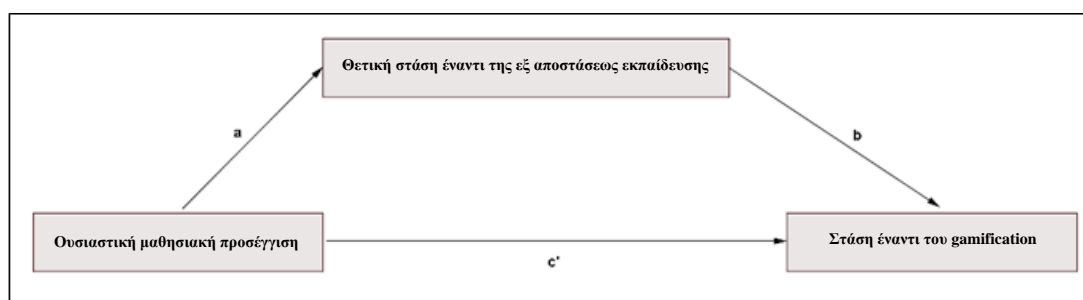 Θετική στάση έναντι της εξ αποστάσεως εκπαίδευσης
a
b
Ουσιαστική μαθησιακή προσέγγιση
Στάση έναντι του gamification
c'